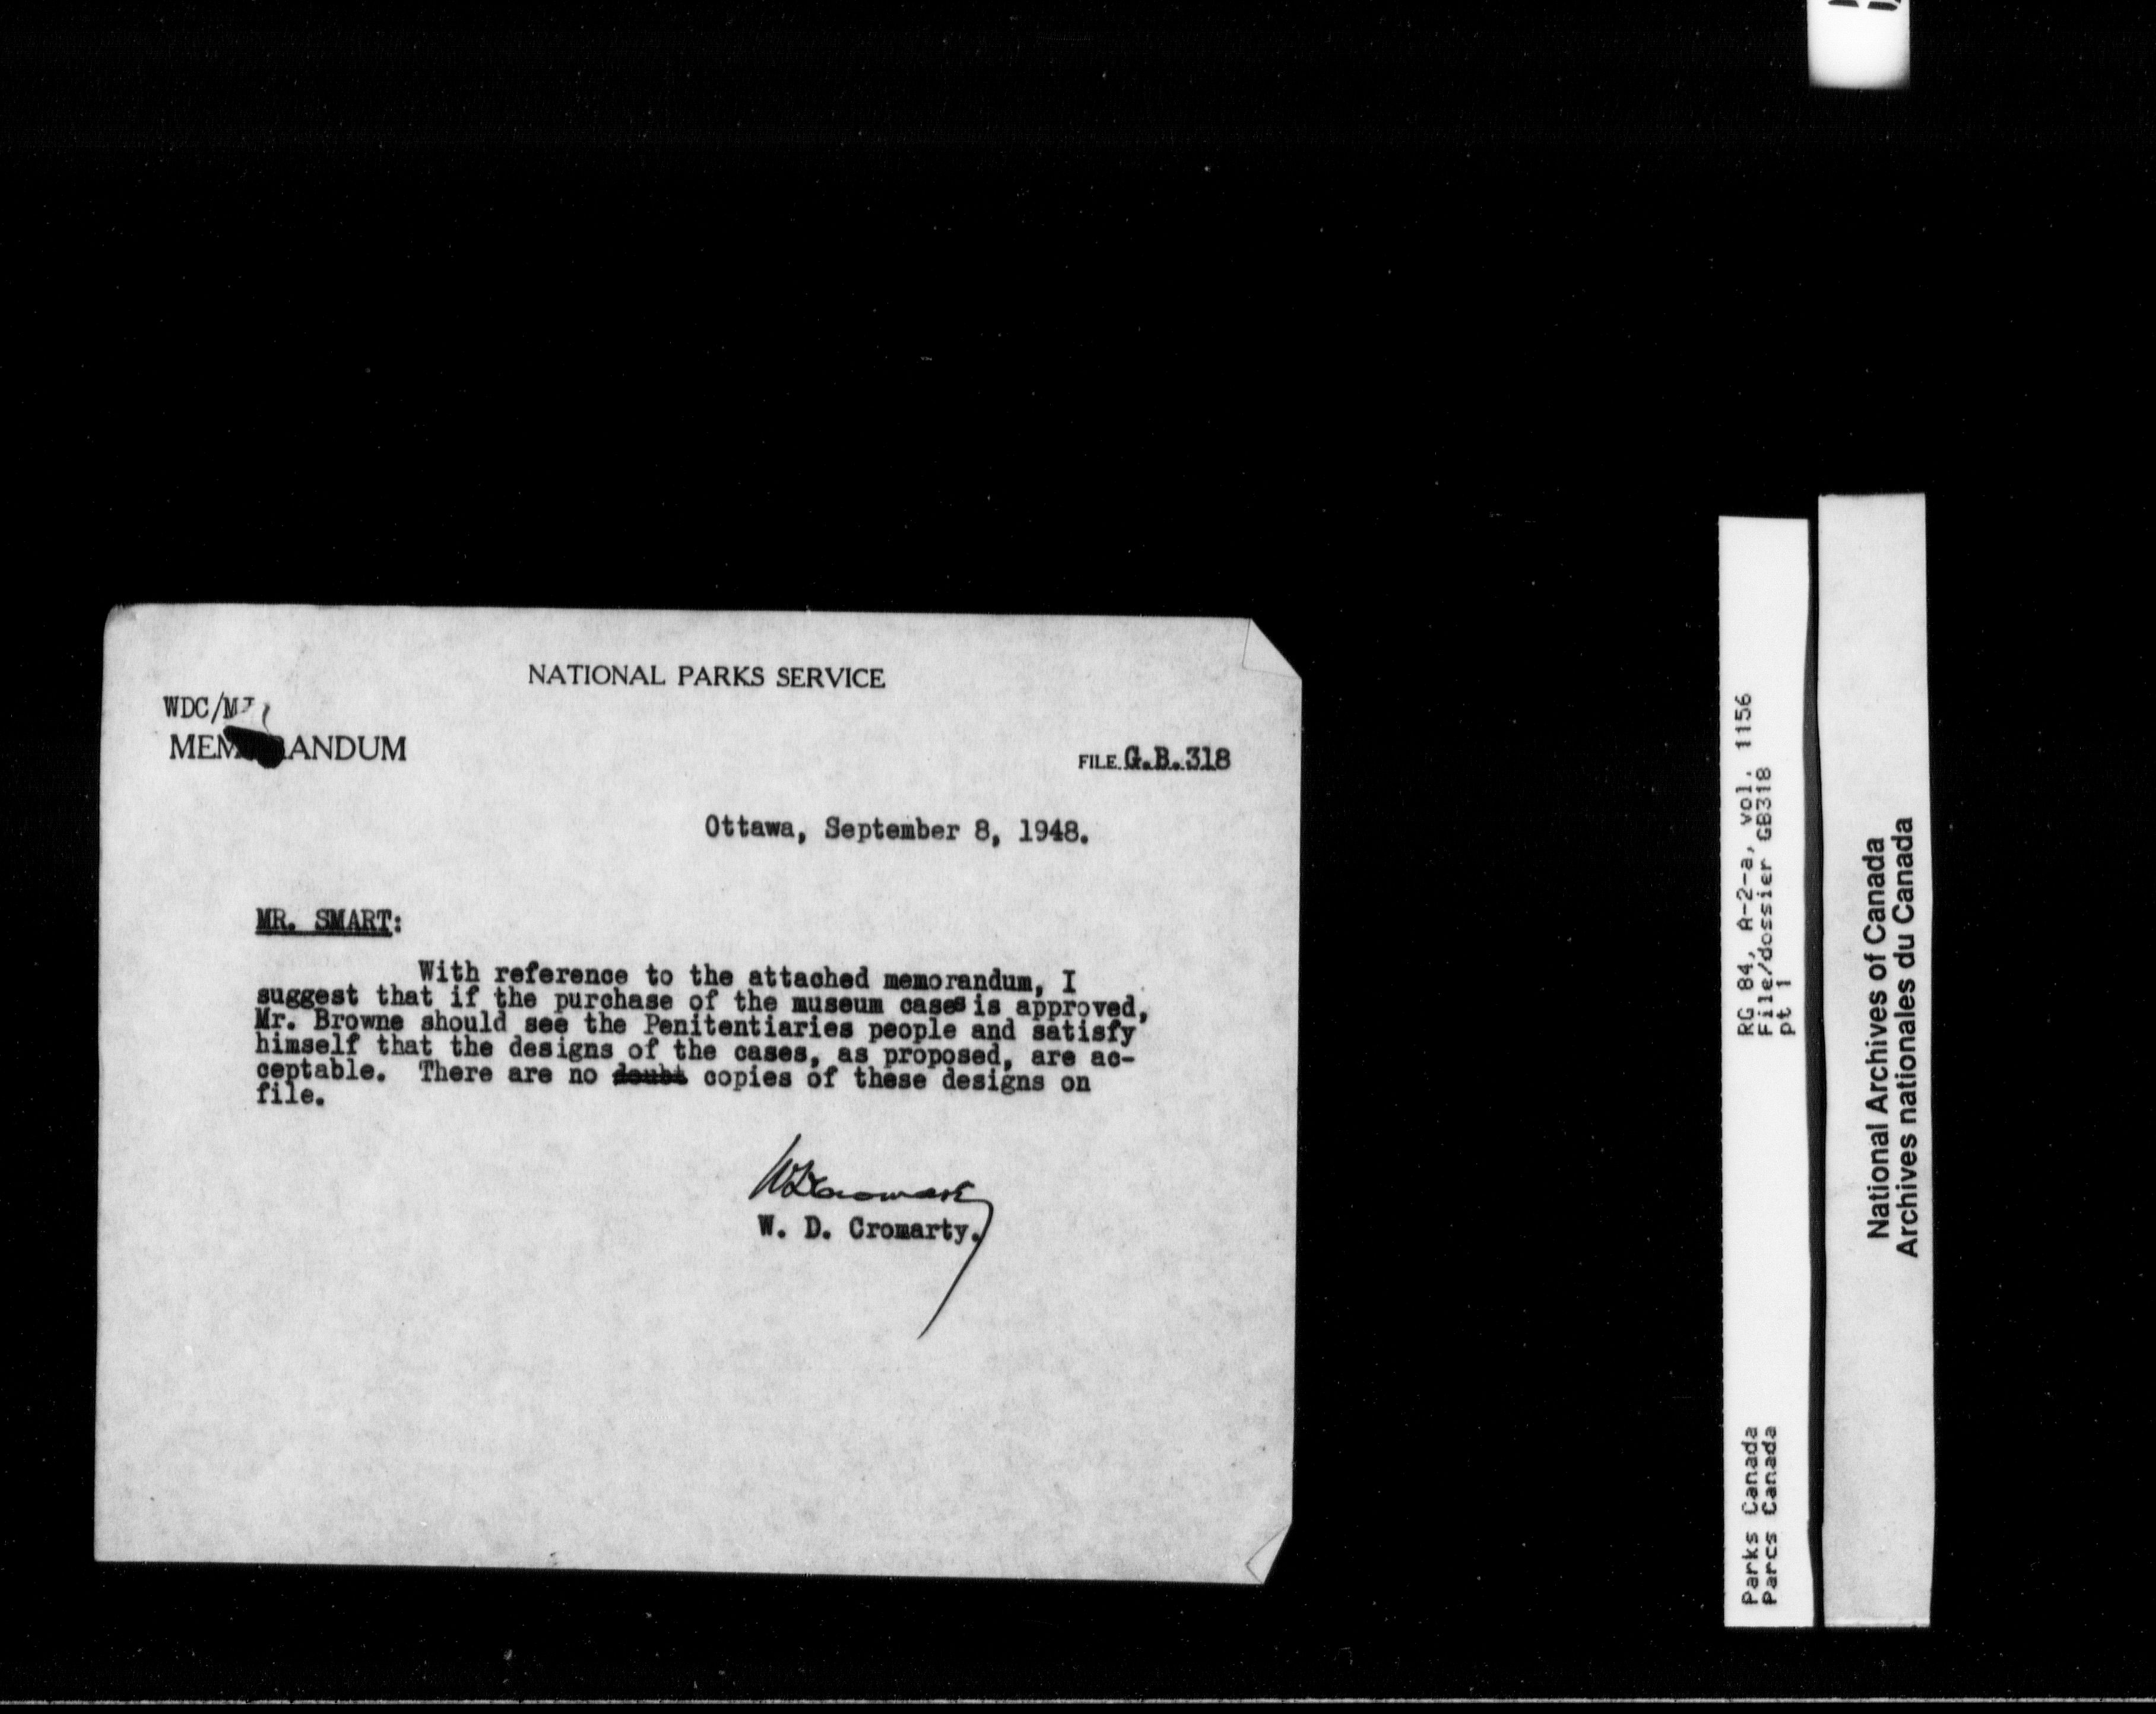 NATIONAL PARKS SERVICE
WDC/M
MEMORANDUM
FILE G.B.318
Ottawa, September 8, 1948.
MR. SMART:
With reference to the attached memorandum, I
suggest that if the purchase of the museum cases is approved,
Mr. Browne should see the Penitentiaries people and satisfy
himself that the designs of the cases, as proposed, are ac-
ceptable. There are no doubt copies of these designs on
file.
W.D. Cromarty
W. D. Cromarty.
RG 84, A-2-a, vol. 1156
File/dossier GB318
pt 1
Parks Canada
Parcs Canada
National Archives of Canada
Archives nationales du Canada